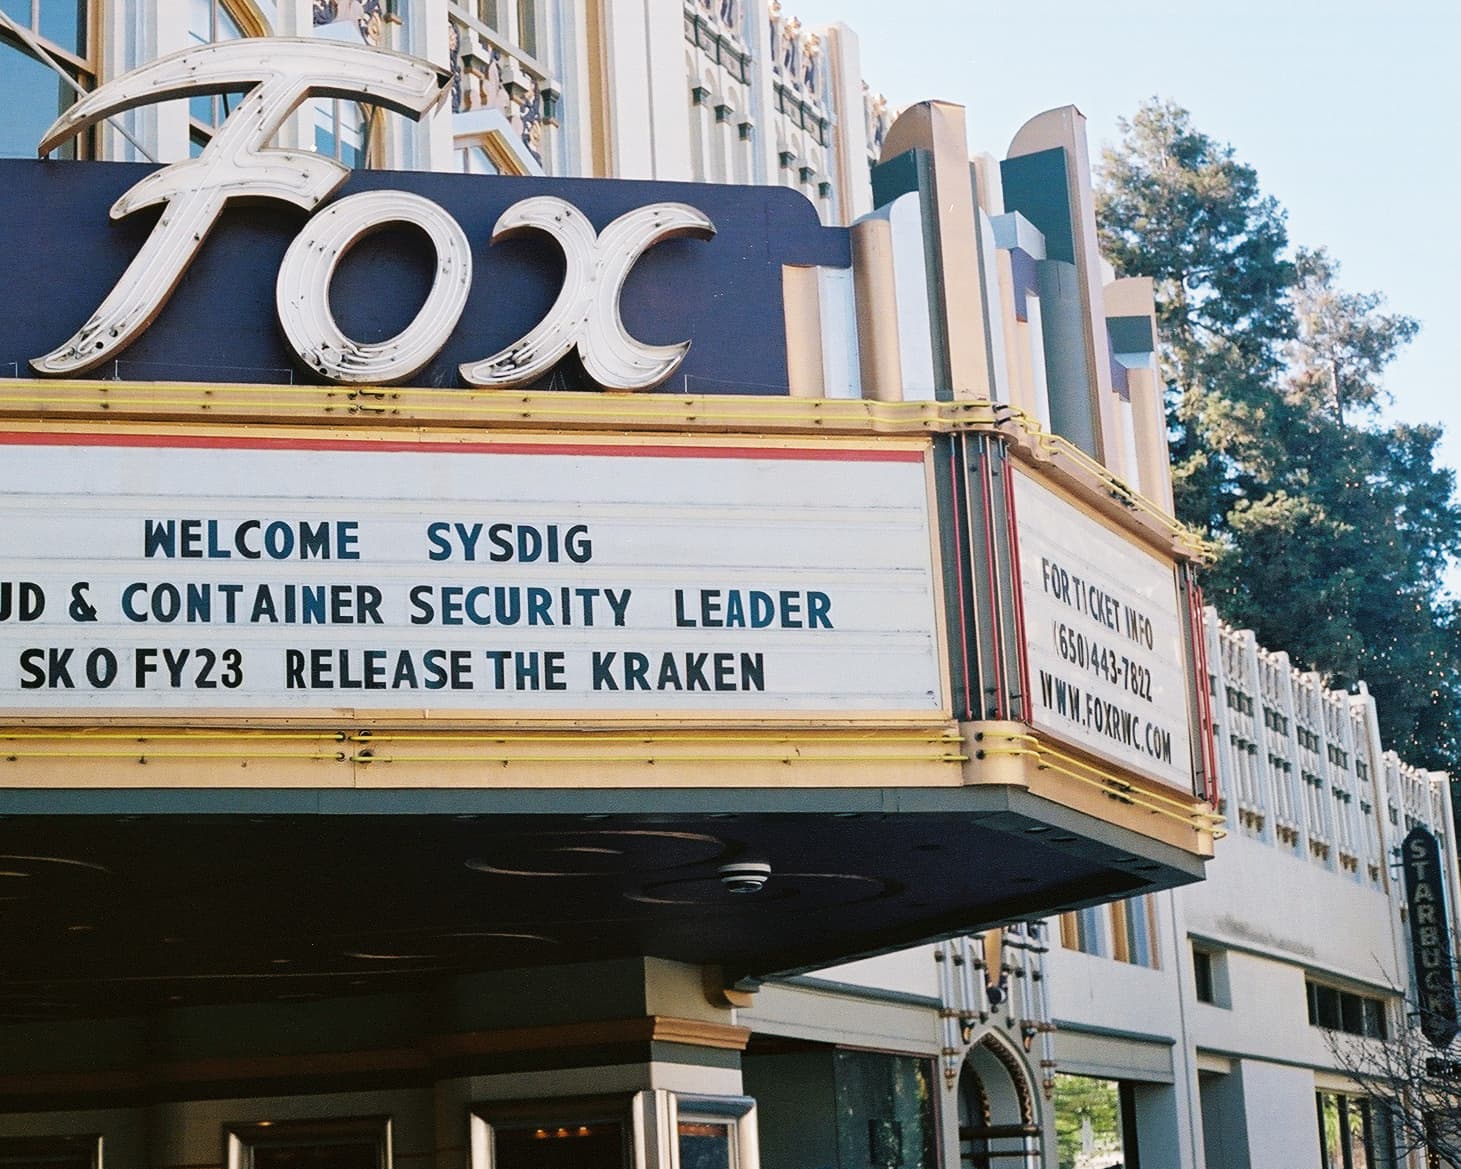 Fox
WELCOME SYSDIG
UD & CONTAINER SECURITY LEADER
SKO FY23 RELEASE THE KRAKEN
FOR TICKET INFO
(650)443-7822
WWW.FOXRWC.COM
STARBUCKS